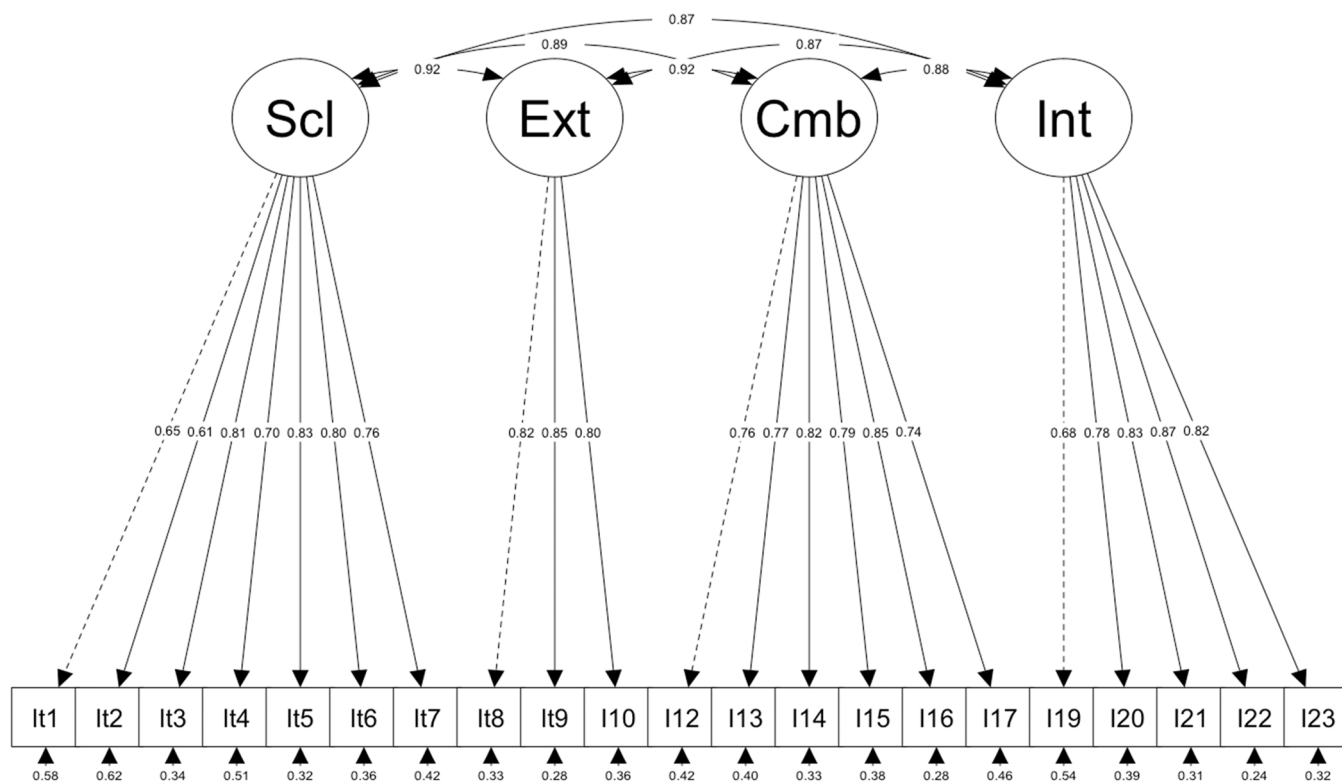 0.87
0.89 0.87
0.92 0.92 0.88
Scl Ext Cmb Int
0.65 0.61 0.81 0.70 0.83 0.80 0.76 0.82 0.85 0.80 0.76 0.77 0.82 0.79 0.85 0.74 0.68 0.78 0.83 0.87 0.82
It1 It2 It3 It4 It5 It6 It7 It8 It9 I10 I12 I13 I14 I15 I16 I17 I19 I20 I21 I22 I23
0.58 0.62 0.34 0.51 0.32 0.36 0.42 0.33 0.28 0.36 0.42 0.40 0.33 0.38 0.28 0.46 0.54 0.39 0.31 0.24 0.32